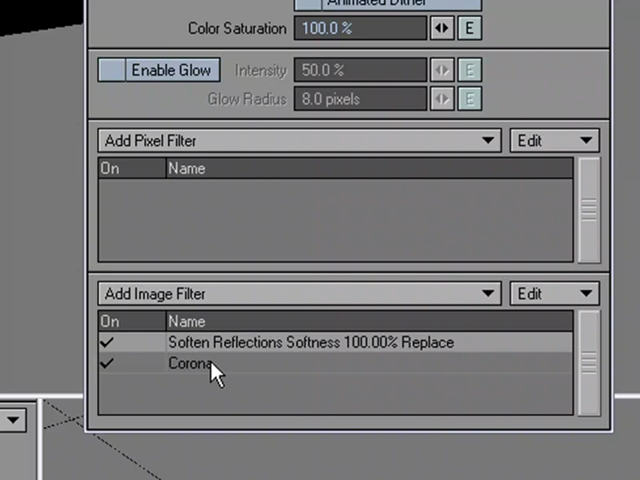 Animated Dither
Color Saturation 100.0 % E
Enable Glow Intensity 50.0 % E
Glow Radius 8.0 pixels E
Add Pixel Filter Edit
On Name
Add Image Filter Edit
On Name
Soften Reflections Softness 100.00% Replace
Corona